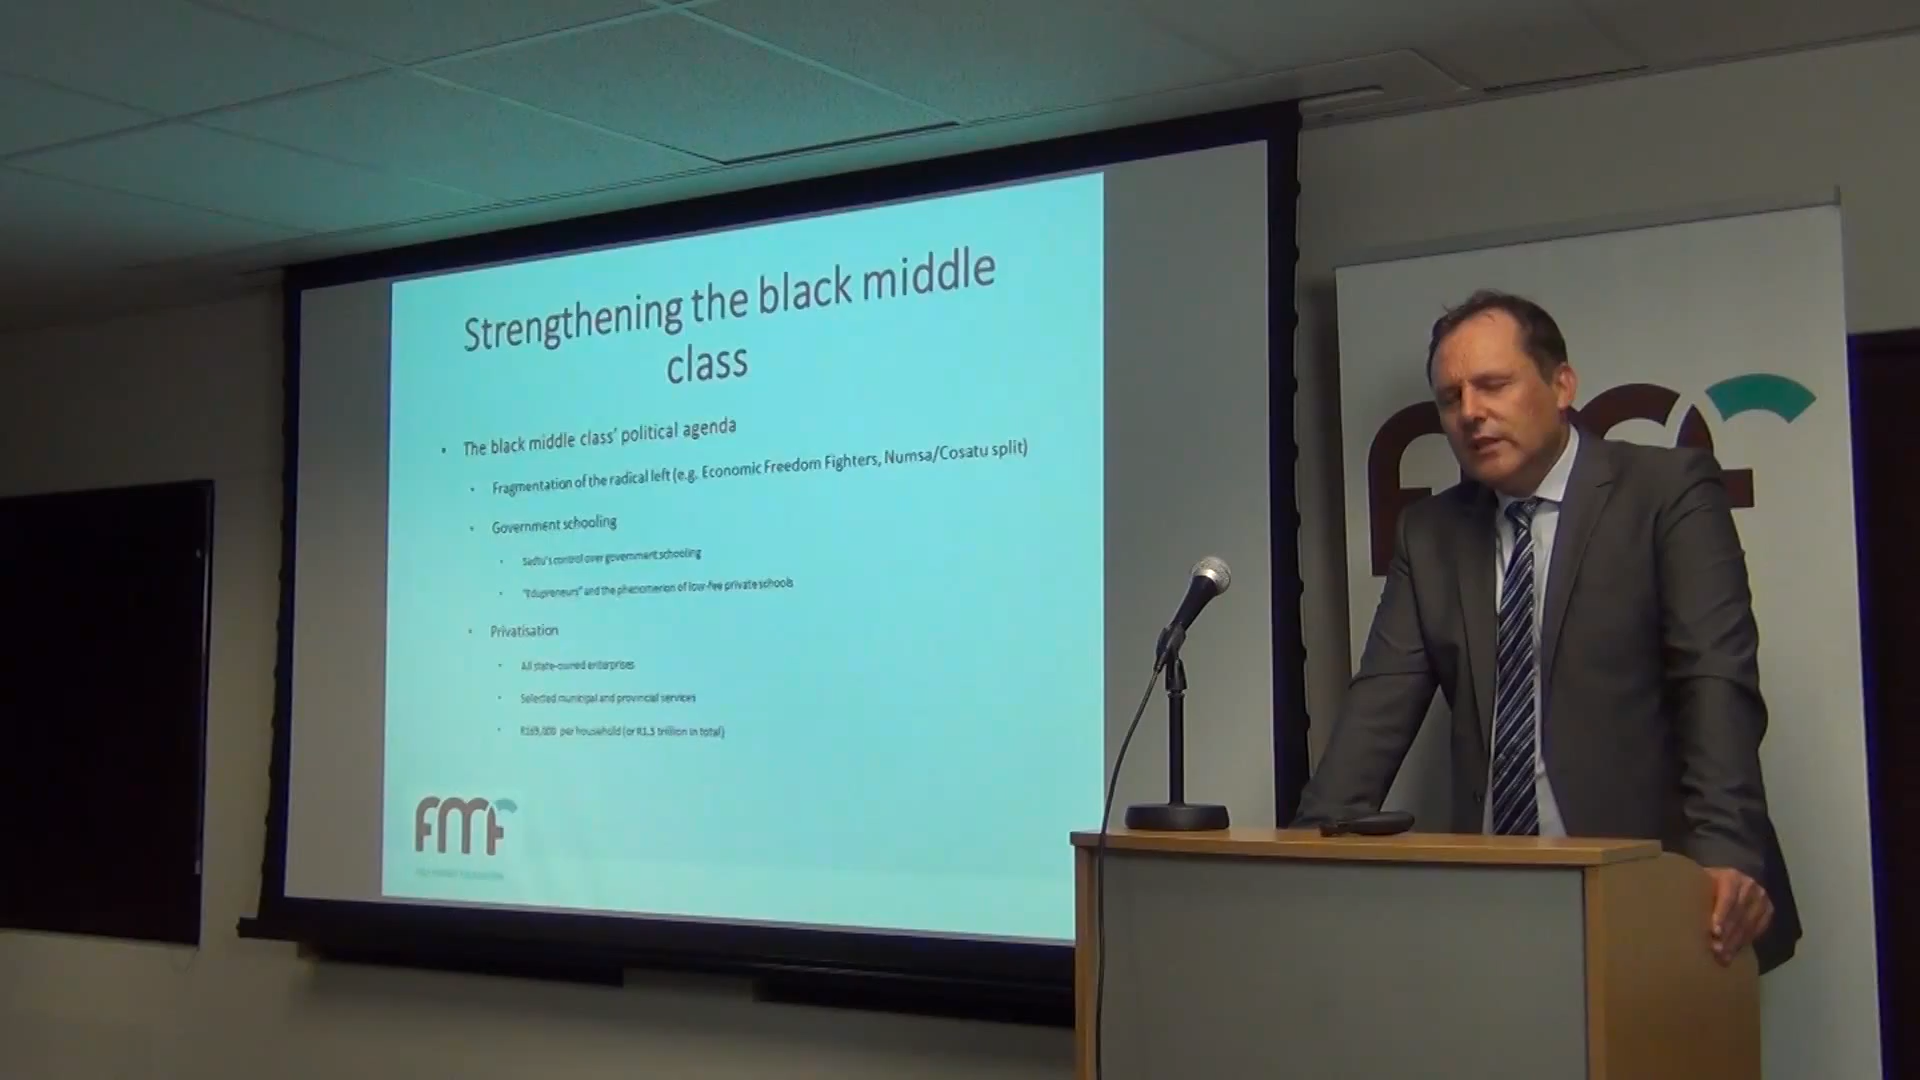 Strengthening the black middle
class
• The black middle class' political agenda
• Fragmentation of the radical left (e.g. Economic Freedom Fighters, Numsa/Cosatu split)
• Government schooling
• Sadtu's control over government schooling
• "Edupreneurs" and the phenomenon of low-fee private schools
• Privatisation
• All state-owned enterprises
• Selected municipal and provincial services
• per household (or R1.5 trillion in total)
FMF